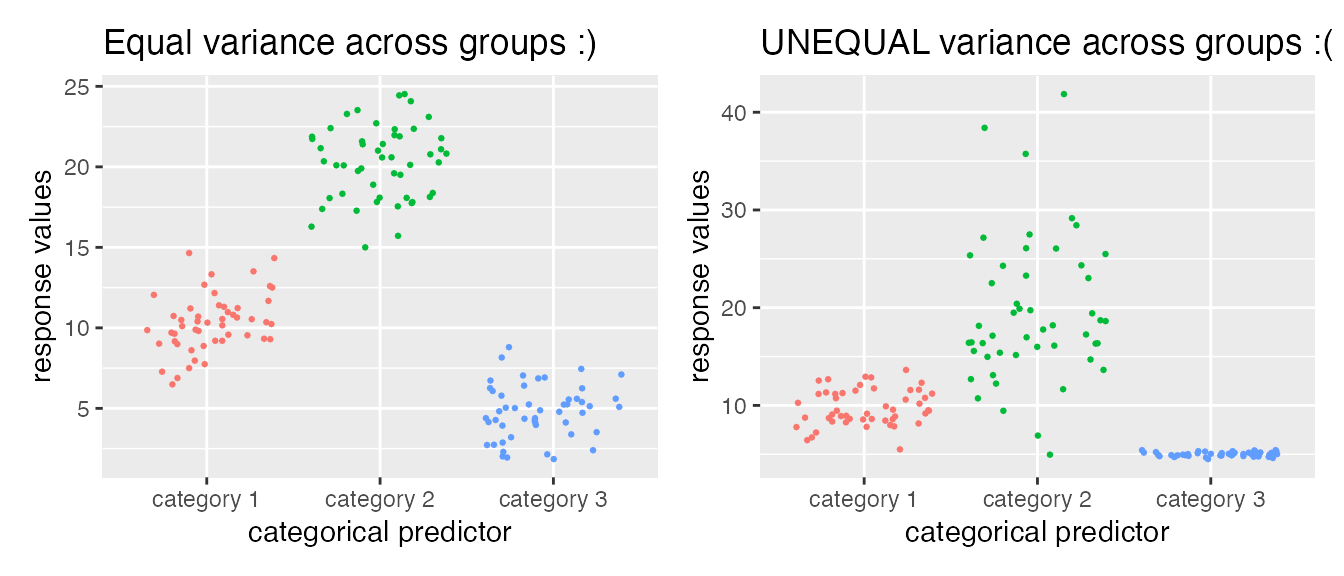 Equal variance across groups :)
25
20
15
10
5
response values
category 1
category 2
category 3
categorical predictor
UNEQUAL variance across groups :(
40
30
20
10
response values
category 1
category 2
category 3
categorical predictor